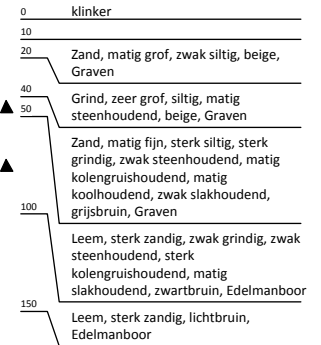 0 klinker
10
20 Zand, matig grof, zwak siltig, beige,
Graven
40 Grind, zeer grof, siltig, matig
steenhoudend, beige, Graven
50
Zand, matig fijn, sterk siltig, sterk
grindig, zwak steenhoudend, matig
kolengruishoudend, matig
koolhoudend, zwak slakhoudend,
grijsbruin, Graven
100
Leem, sterk zandig, zwak grindig, zwak
steenhoudend, sterk
kolengruishoudend, matig
slakhoudend, zwartbruin, Edelmanboor
150
Leem, sterk zandig, lichtbruin,
Edelmanboor